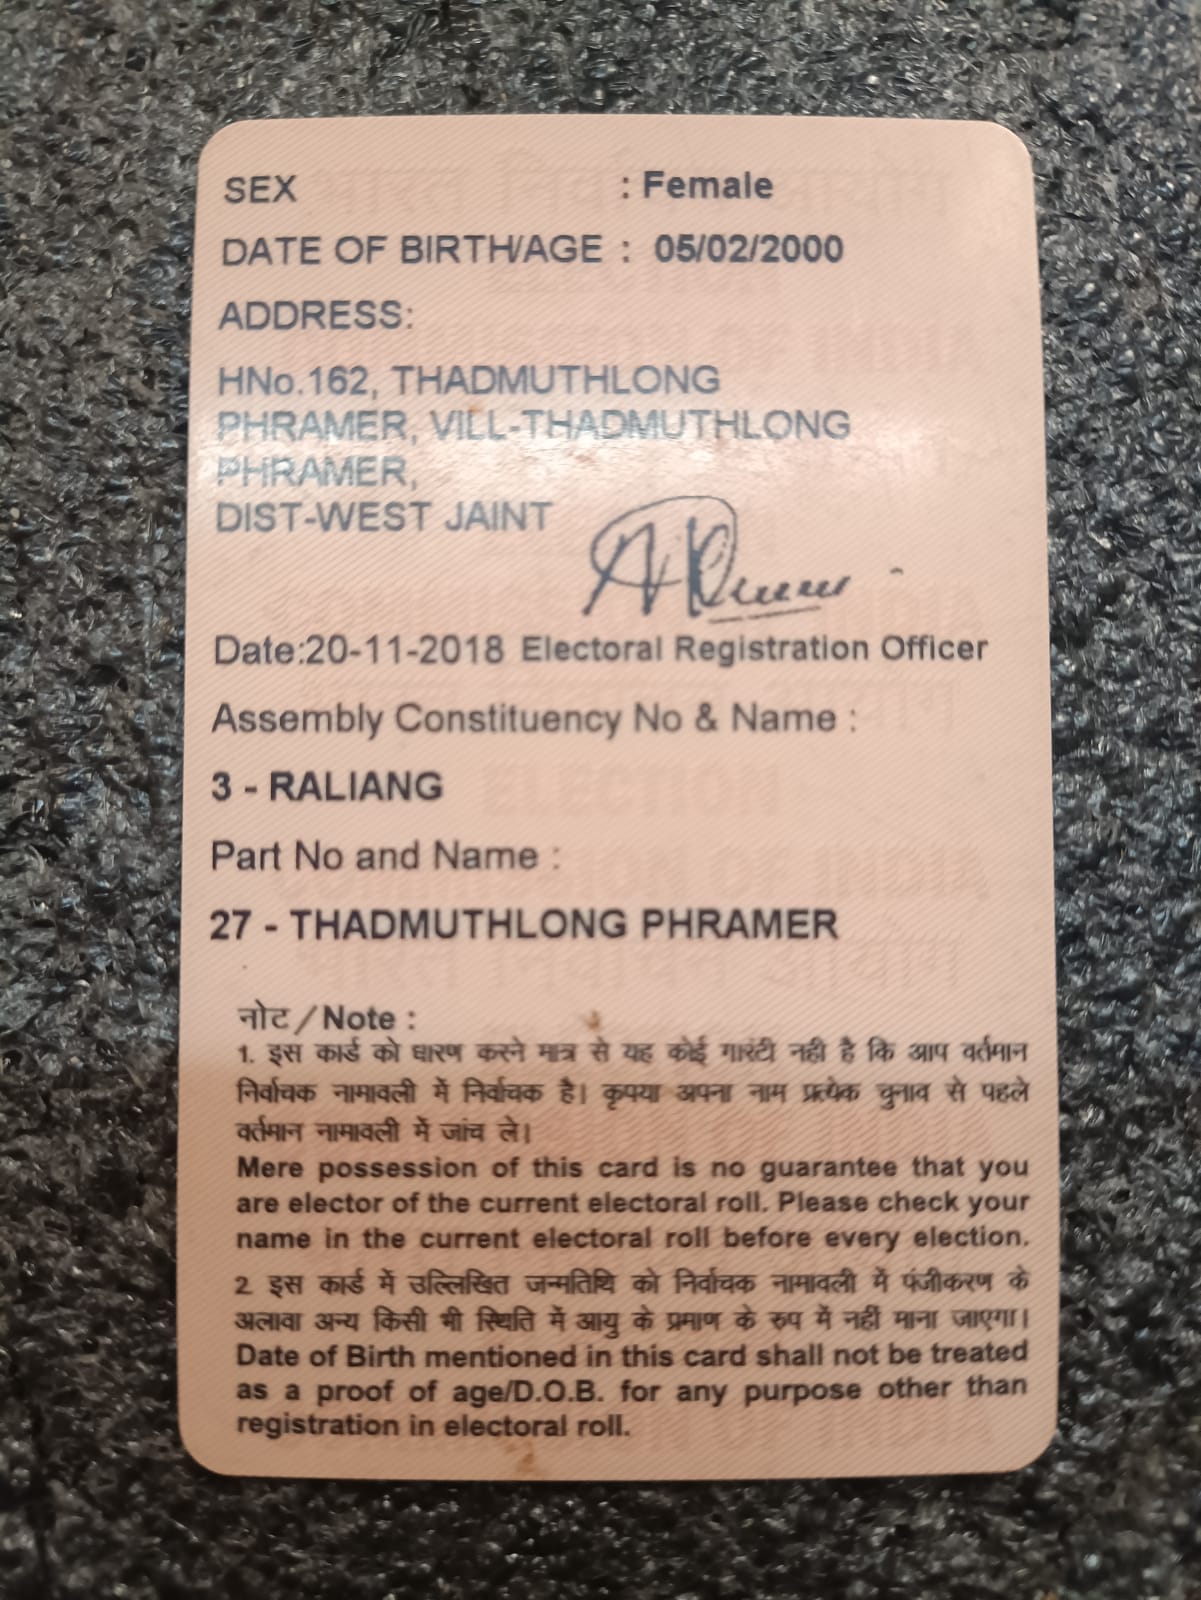 SEX : Female
DATE OF BIRTH/AGE : 05/02/2000
ADDRESS:
HNo.162, THADMUTHLONG
PHRAMER, VILL-THADMUTHLONG
PHRAMER,
DIST-WEST JAINT
Date:20-11-2018 Electoral Registration Officer
Assembly Constituency No & Name :
3 - RALIANG
Part No and Name :
27 - THADMUTHLONG PHRAMER
नोट / Note :
1. इस कार्ड को धारण करने मात्र से यह कोई गारंटी नही है कि आप वर्तमान
निर्वाचक नामावली में निर्वाचक है। कृपया अपना नाम प्रत्येक चुनाव से पहले
वर्तमान नामावली में जांच ले।
Mere possession of this card is no guarantee that you
are elector of the current electoral roll. Please check your
name in the current electoral roll before every election.
2. इस कार्ड में उल्लिखित जन्मतिथि को निर्वाचक नामावली में पंजीकरण के
अलावा अन्य किसी भी स्थिति में आयु के प्रमाण के रुप में नहीं माना जाएगा।
Date of Birth mentioned in this card shall not be treated
as a proof of age/D.O.B. for any purpose other than
registration in electoral roll.